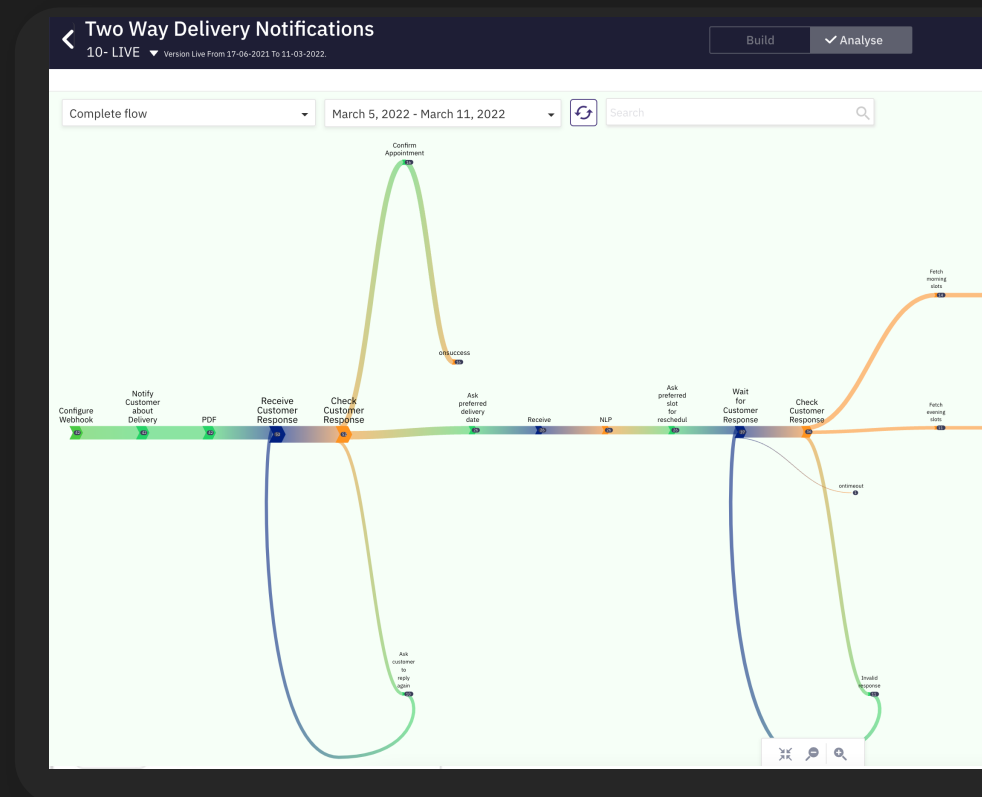 Two Way Delivery Notifications
10- LIVE Version Live From 17-06-2021 To 11-03-2022.
Build
Analyse
Complete flow
March 5, 2022 - March 11, 2022
Search
Confirm
Appointment
onsuccess
Configure
Webhook
Notify
Customer
about
Delivery
PDF
Receive
Customer
Response
Check
Customer
Response
Ask
preferred
delivery
date
Receive
NLP
Ask
preferred
slot
for
reschedul
Wait
for
Customer
Response
Check
Customer
Response
Fetch
morning
slots
Fetch
evening
slots
ontimeout
Ask
customer
to
reply
again
Invalid
response